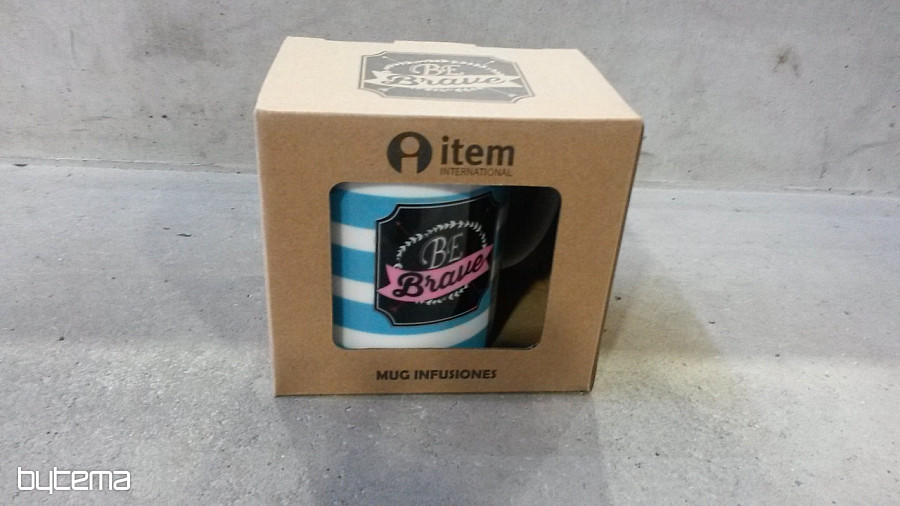 BE
Brave
item
INTERNATIONAL
BE
Brave
MUG INFUSIONES
bytema